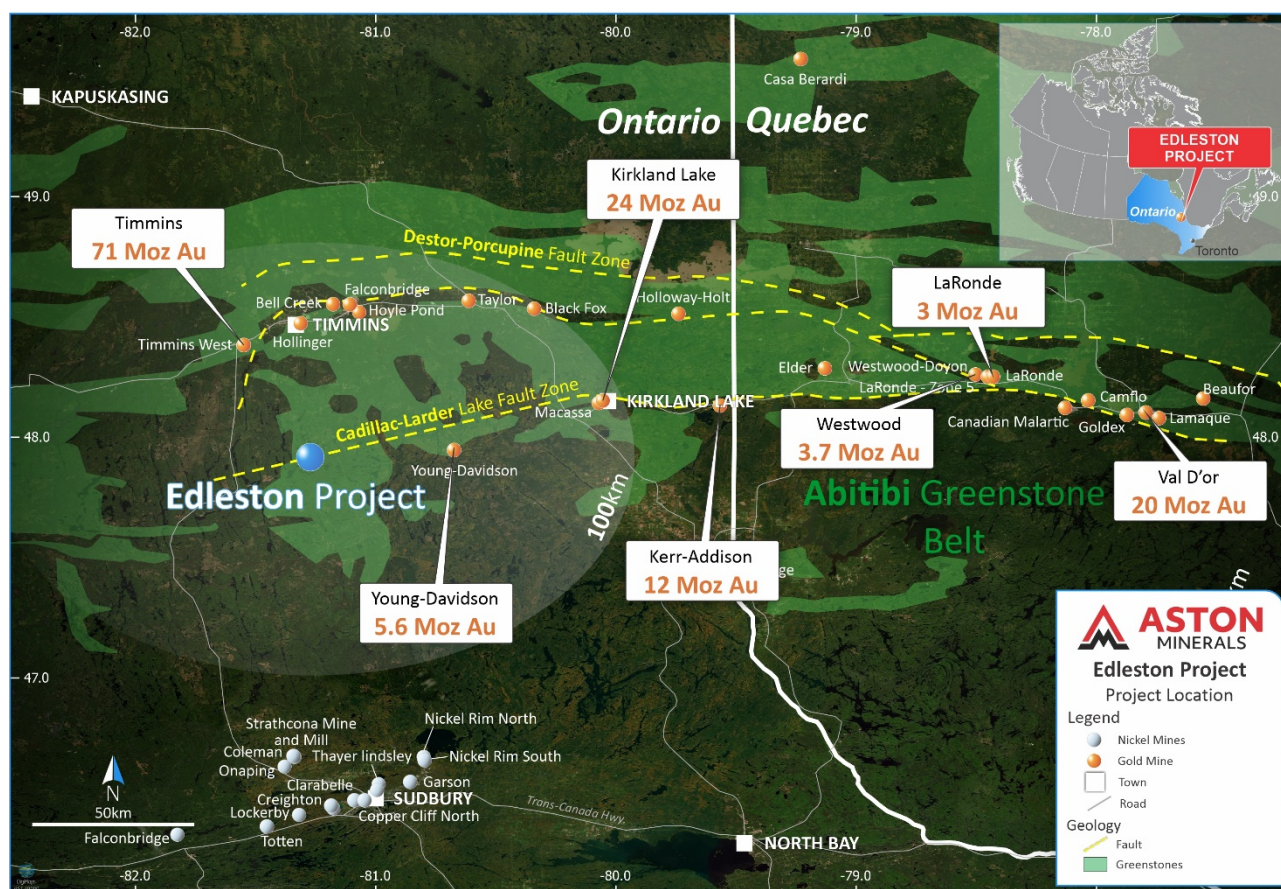 -82.0
-81.0
-80.0
-79.0
-78.0
KAPUSKASING
Casa Berardi
Ontario
Quebec
EDLESTON
PROJECT
Ontario
Toronto
49.0
49.0
Kirkland Lake
24 Moz Au
Timmins
71 Moz Au
Destor-Porcupine Fault Zone
Bell Creek
Falconbridge
Hoyle Pond
Taylor
Black Fox
Holloway-Holt
TIMMINS
Hollinger
Timmins West
LaRonde
3 Moz Au
Elder
Westwood-Doyon
LaRonde
LaRonde - Zone 5
Beaufor
Cadillac-Larder Lake Fault Zone
Macassa
KIRKLAND LAKE
Camflo
Canadian Malartic
Goldex
Lamaque
48.0
48.0
Westwood
3.7 Moz Au
Young-Davidson
Edleston Project
100km
Val D'or
20 Moz Au
Abitibi Greenstone
Belt
Kerr-Addison
12 Moz Au
Young-Davidson
5.6 Moz Au
47.0
ASTON
MINERALS
Edleston Project
Project Location
Legend
Nickel Mines
Gold Mine
Town
Road
Geology
Fault
Greenstones
Strathcona Mine
and Mill
Nickel Rim North
Coleman
Thayer lindsley
Nickel Rim South
Onaping
Clarabelle
Garson
Creighton
SUDBURY
Lockerby
Copper Cliff North
Totten
Trans-Canada Hwy
NORTH BAY
N
50km
Falconbridge
-82.0
-81.0
-80.0
-79.0